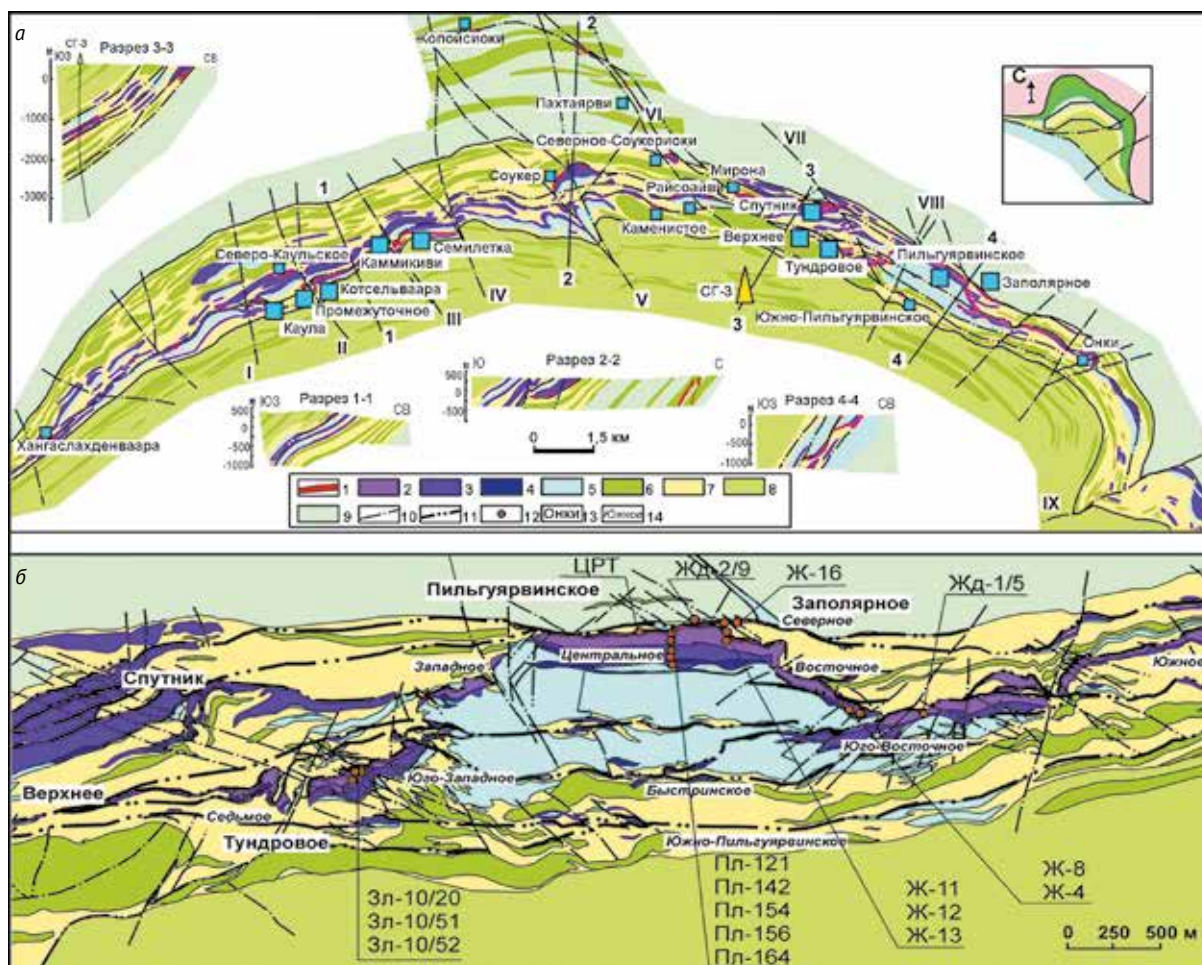 а
СГ-3
Разрез 3-3
м
ЮЗ
СВ
0
-1000
-2000
-3000
Копойсиоки
2
Пахтаярви
VI
Северное-Соукериоки
VII
С
Соукер
Мирона
3
Райсоайви
Спутник
VIII
1
Каменистое
Верхнее
4
Северо-Каульское
Каммикиви
Семилетка
Тундровое
Пильгуярвинское
Заполярное
Котсельваара
2
IV
V
СГ-3
Промежуточное
III
3
Южно-Пильгуярвинское
Каула
1
II
4
Онки
I
Хангаслахденваара
Разрез 1-1
м
ЮЗ
СВ
500
0
-500
-1000
Разрез 2-2
м
Ю
С
500
0
-500
0 1,5 км
Разрез 4-4
м
ЮЗ
СВ
500
0
-500
-1000
IX
1 2 3 4 5 6 7 8
9 10 11 12 Онки 13 Южное 14
б
ЦРТ
Жд-2/9
Ж-16
Жд-1/5
Пильгуярвинское
Заполярное
Северное
Западное
Центральное
Восточное
Южное
Спутник
Юго-Восточное
Юго-Западное
Быстринское
Верхнее
Седьмое
Тундровое
Южно-Пильгуярвинское
Зл-10/20
Зл-10/51
Зл-10/52
Пл-121
Пл-142
Пл-154
Пл-156
Пл-164
Ж-11
Ж-12
Ж-13
Ж-8
Ж-4
0 250 500 м